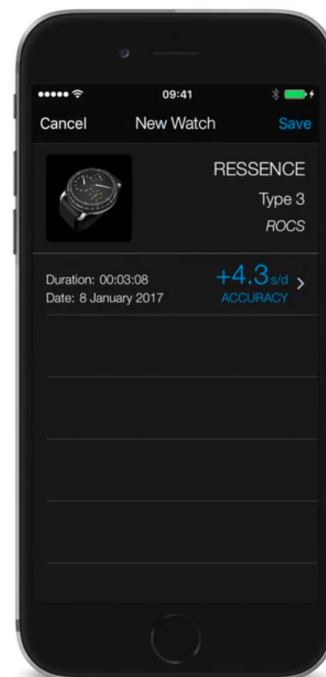 09:41
Cancel New Watch Save
RESSENCE
Type 3
ROCS
Duration: 00:03:08 +4.3 s/d
Date: 8 January 2017 ACCURACY